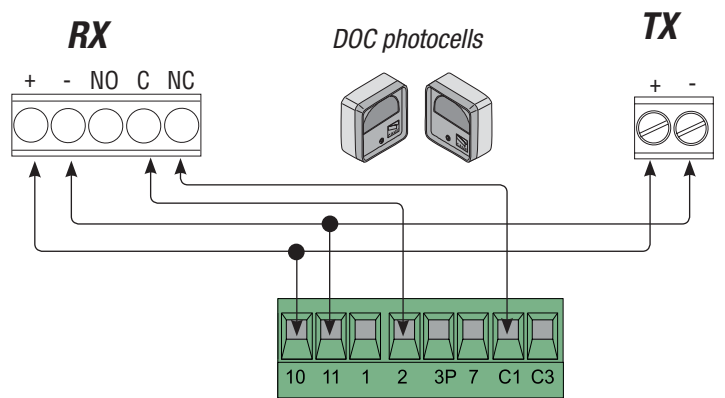 RX
DOC photocells
TX
+ - NO C NC
+ -
10 11 1 2 3P 7 C1 C3